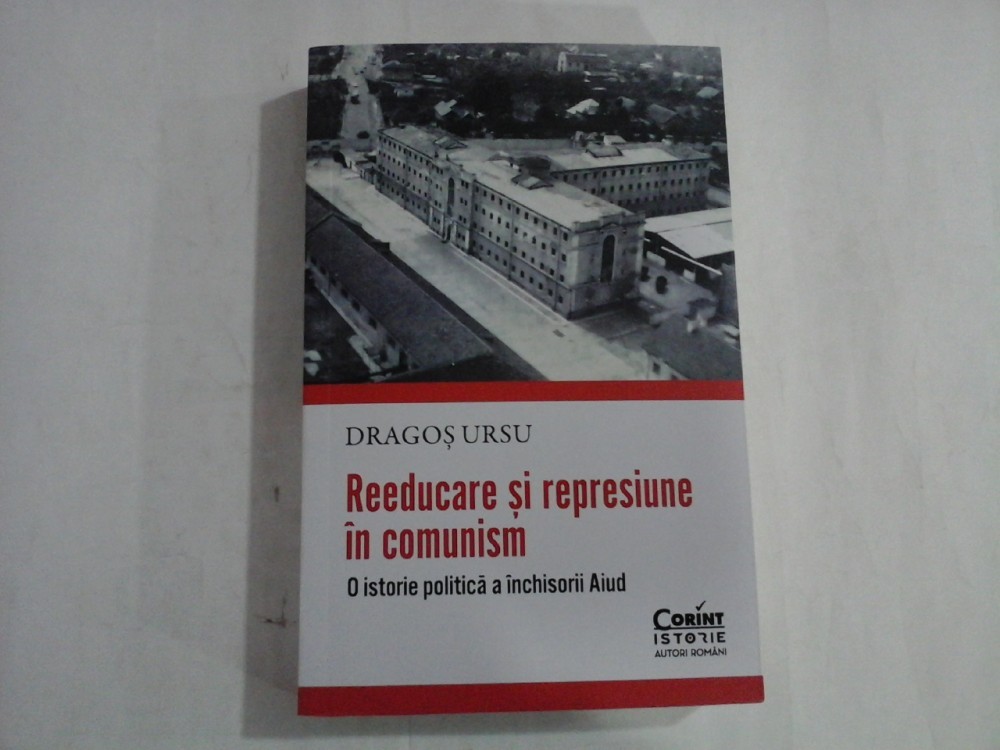 DRAGOȘ URSU
Reeducare și represiune
în comunism
O istorie politică a închisorii Aiud
CORINT
ISTORIE
AUTORI ROMÂNI